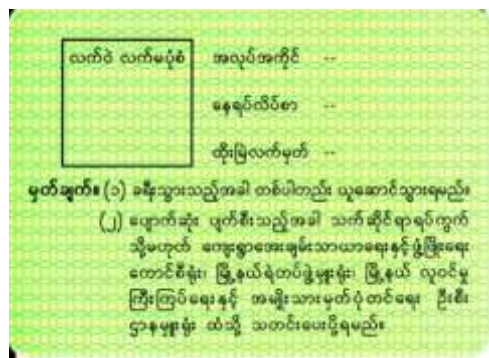 လက်ဝဲ လက်မပုံစံ အလုပ်အကိုင် --
နေရပ်လိပ်စာ --
ထိုးမြဲလက်မှတ် --
မှတ်ချက်။ (၁) ခရီးသွားသည့်အခါ တစ်ပါတည်း ယူဆောင်သွားရမည်။
(၂) ပျောက်ဆုံး ပျက်စီးသည့်အခါ သက်ဆိုင်ရာရပ်ကွက်
သို့မဟုတ် ကျေးရွာအေးချမ်းသာယာရေးနှင့်ဖွံ့ဖြိုးရေး
ကောင်စီရုံး၊ မြို့နယ်ရဲတပ်ဖွဲ့မှူးရုံး၊ မြို့နယ် လူဝင်မှု
ကြီးကြပ်ရေးနှင့် အမျိုးသားမှတ်ပုံတင်ရေး ဦးစီး
ဌာနမှူးရုံး ထံသို့ သတင်းပေးပို့ရမည်။